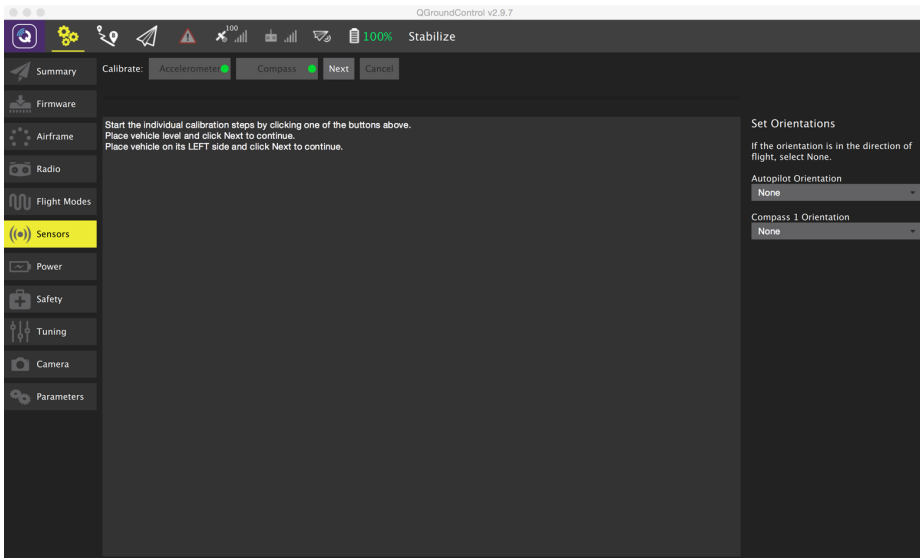 QGroundControl v2.9.7
100
100%
Stabilize
Summary
Firmware
Airframe
Radio
Flight Modes
Sensors
Power
Safety
Tuning
Camera
Parameters
Calibrate: Accelerometer Compass Next Cancel
Start the individual calibration steps by clicking one of the buttons above.
Place vehicle level and click Next to continue.
Place vehicle on its LEFT side and click Next to continue.
Set Orientations
If the orientation is in the direction of
flight, select None.
Autopilot Orientation
None
Compass 1 Orientation
None